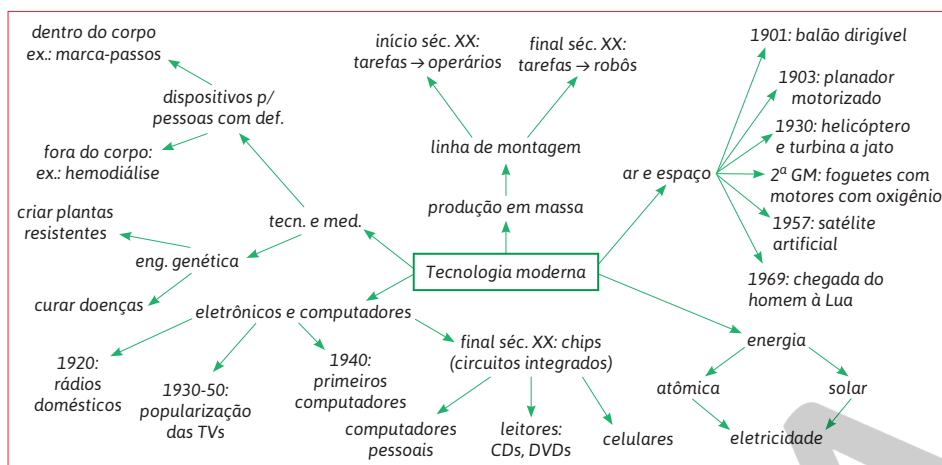 dentro do corpo
ex.: marca-passos
dispositivos p/
pessoas com def.
fora do corpo:
ex.: hemodiálise
início séc. XX:
tarefas → operários
final séc. XX:
tarefas → robôs
linha de montagem
produção em massa
1901: balão dirigível
1903: planador
motorizado
1930: helicóptero
e turbina a jato
ar e espaço
2ª GM: foguetes com
motores com oxigênio
1957: satélite
artificial
1969: chegada do
homem à Lua
criar plantas
resistentes
tecn. e med.
eng. genética
curar doenças
Tecnologia moderna
eletrônicos e computadores
1920:
rádios
domésticos
1930-50:
popularização
das TVs
1940:
primeiros
computadores
final séc. XX: chips
(circuitos integrados)
computadores
pessoais
leitores:
CDs, DVDs
celulares
energia
atômica
solar
eletricidade